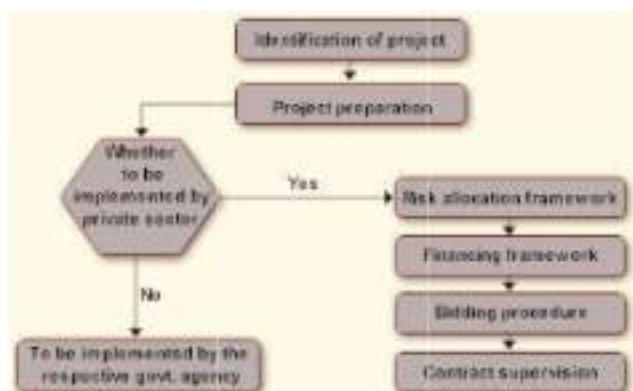 Identification of project
Project preparation
Whether
to be
implemented by
private sector
Yes
Risk allocation framework
Financing framework
No
Bidding procedure
To be implemented by the
respective govt. agency
Contract supervision